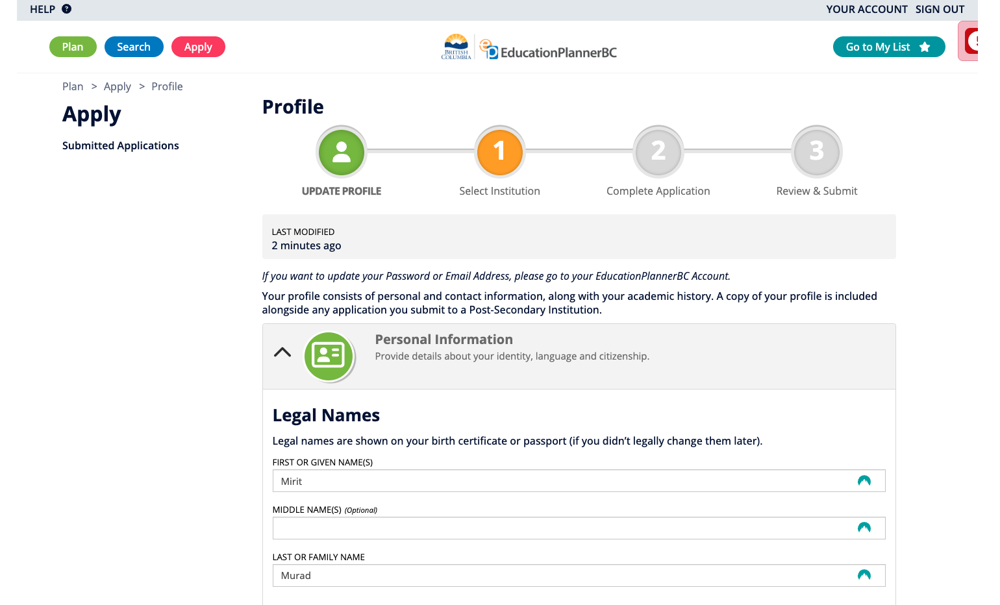 HELP ?
YOUR ACCOUNT SIGN OUT
Plan Search Apply
BRITISH COLUMBIA
ep EducationPlannerBC
Go to My List
Plan > Apply > Profile
Apply
Submitted Applications
Profile
1 2 3
UPDATE PROFILE Select Institution Complete Application Review & Submit
LAST MODIFIED
2 minutes ago
If you want to update your Password or Email Address, please go to your EducationPlannerBC Account.
Your profile consists of personal and contact information, along with your academic history. A copy of your profile is included
alongside any application you submit to a Post-Secondary Institution.
Personal Information
Provide details about your identity, language and citizenship.
Legal Names
Legal names are shown on your birth certificate or passport (if you didn’t legally change them later).
FIRST OR GIVEN NAME(S)
Mirit
MIDDLE NAME(S) (Optional)
LAST OR FAMILY NAME
Murad